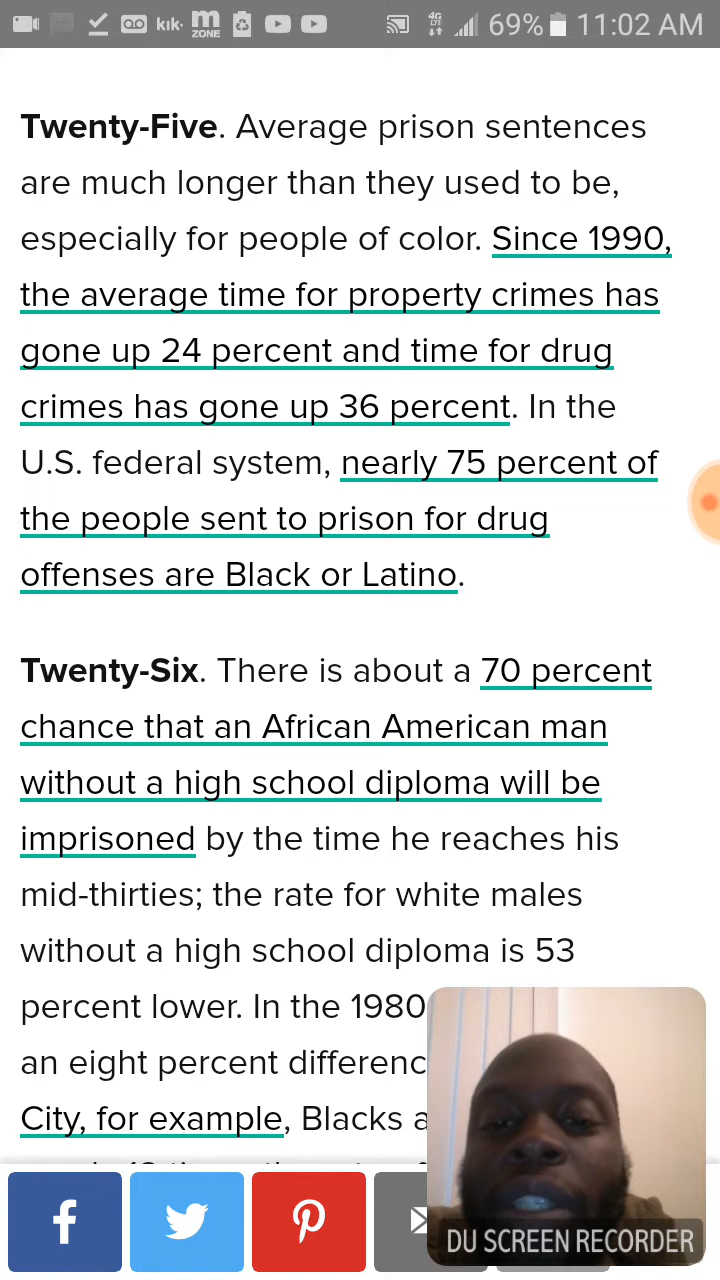 kik.
m
ZONE
4G
LTE
69%
11:02 AM
Twenty-Five. Average prison sentences
are much longer than they used to be,
especially for people of color. Since 1990,
the average time for property crimes has
gone up 24 percent and time for drug
crimes has gone up 36 percent. In the
U.S. federal system, nearly 75 percent of
the people sent to prison for drug
offenses are Black or Latino.
Twenty-Six. There is about a 70 percent
chance that an African American man
without a high school diploma will be
imprisoned by the time he reaches his
mid-thirties; the rate for white males
without a high school diploma is 53
percent lower. In the 1980
an eight percent differenc
City, for example, Blacks a
DU SCREEN RECORDER